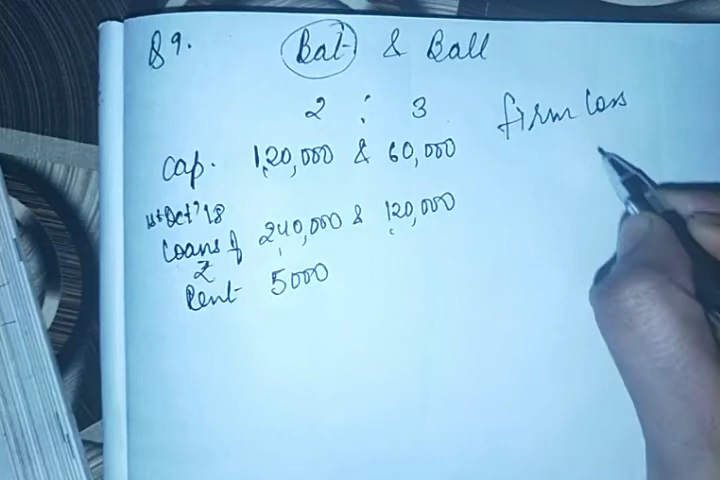 89. Bat & Ball
2 : 3
firm loss
Cap. 1,20,000 & 60,000
1st Oct' 18
Loans of 240,000 & 120,000
₹
Rent 5000